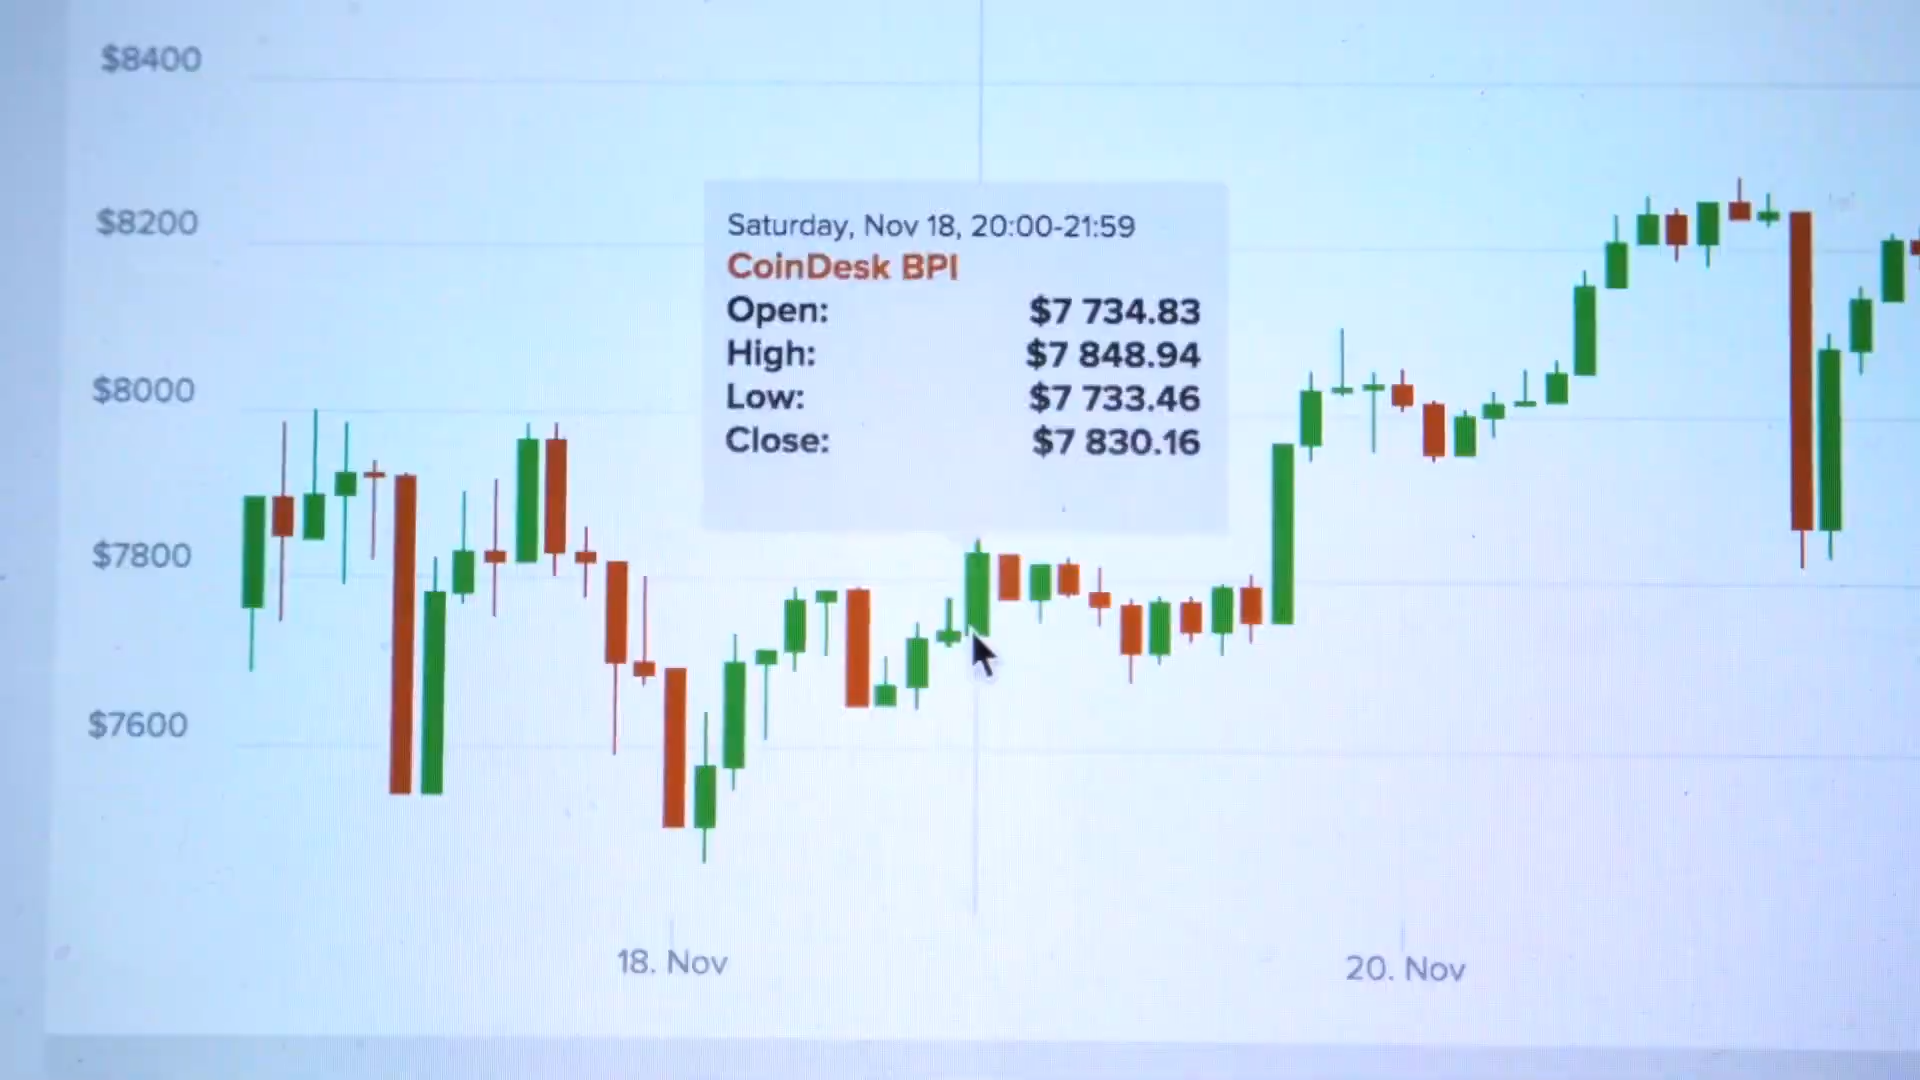 $8400
$8200
$8000
$7800
$7600
Saturday, Nov 18, 20:00-21:59
CoinDesk BPI
Open: $7 734.83
High: $7 848.94
Low: $7 733.46
Close: $7 830.16
18. Nov
20. Nov